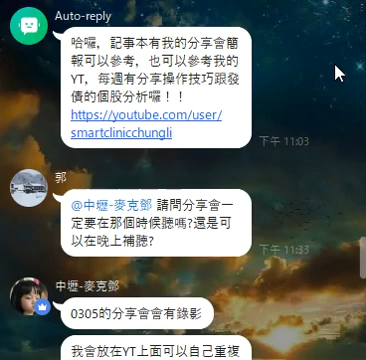 Auto-reply
哈囉，記事本有我的分享會簡
報可以參考，也可以參考我的
YT，每週有分享操作技巧跟發
債的個股分析囉！！
https://youtube.com/user/
smartclinicchungli
下午 11:03
郭
@中壢-麥克鄧 請問分享會一
定要在那個時候聽嗎?還是可
以在晚上補聽?
下午 11:33
中壢-麥克鄧
0305的分享會會有錄影
我會放在YT上面可以自己重複